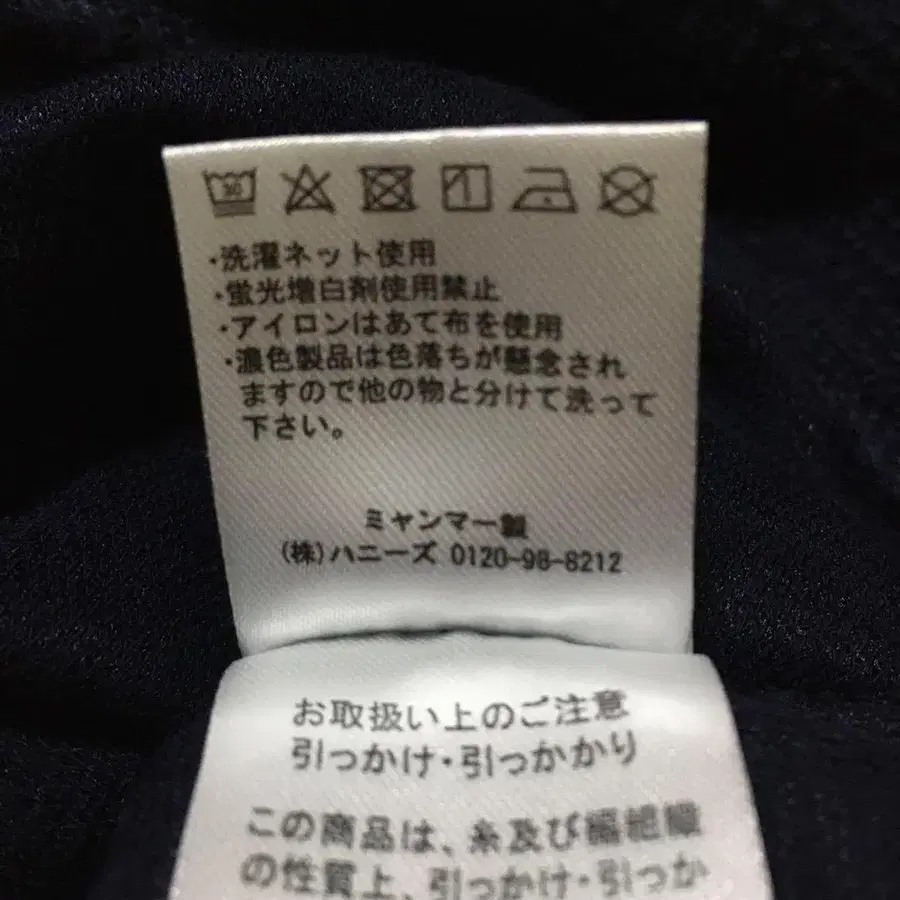 30
・洗濯ネット使用
・蛍光増白剤使用禁止
・アイロンはあて布を使用
・濃色製品は色落ちが懸念され
ますので他の物と分けて洗って
下さい。
ミャンマー製
(株)ハニーズ 0120-98-8212
お取扱い上のご注意
引っかけ・引っかかり
この商品は、糸及び編組織
の性質上、引っかけ・引っか